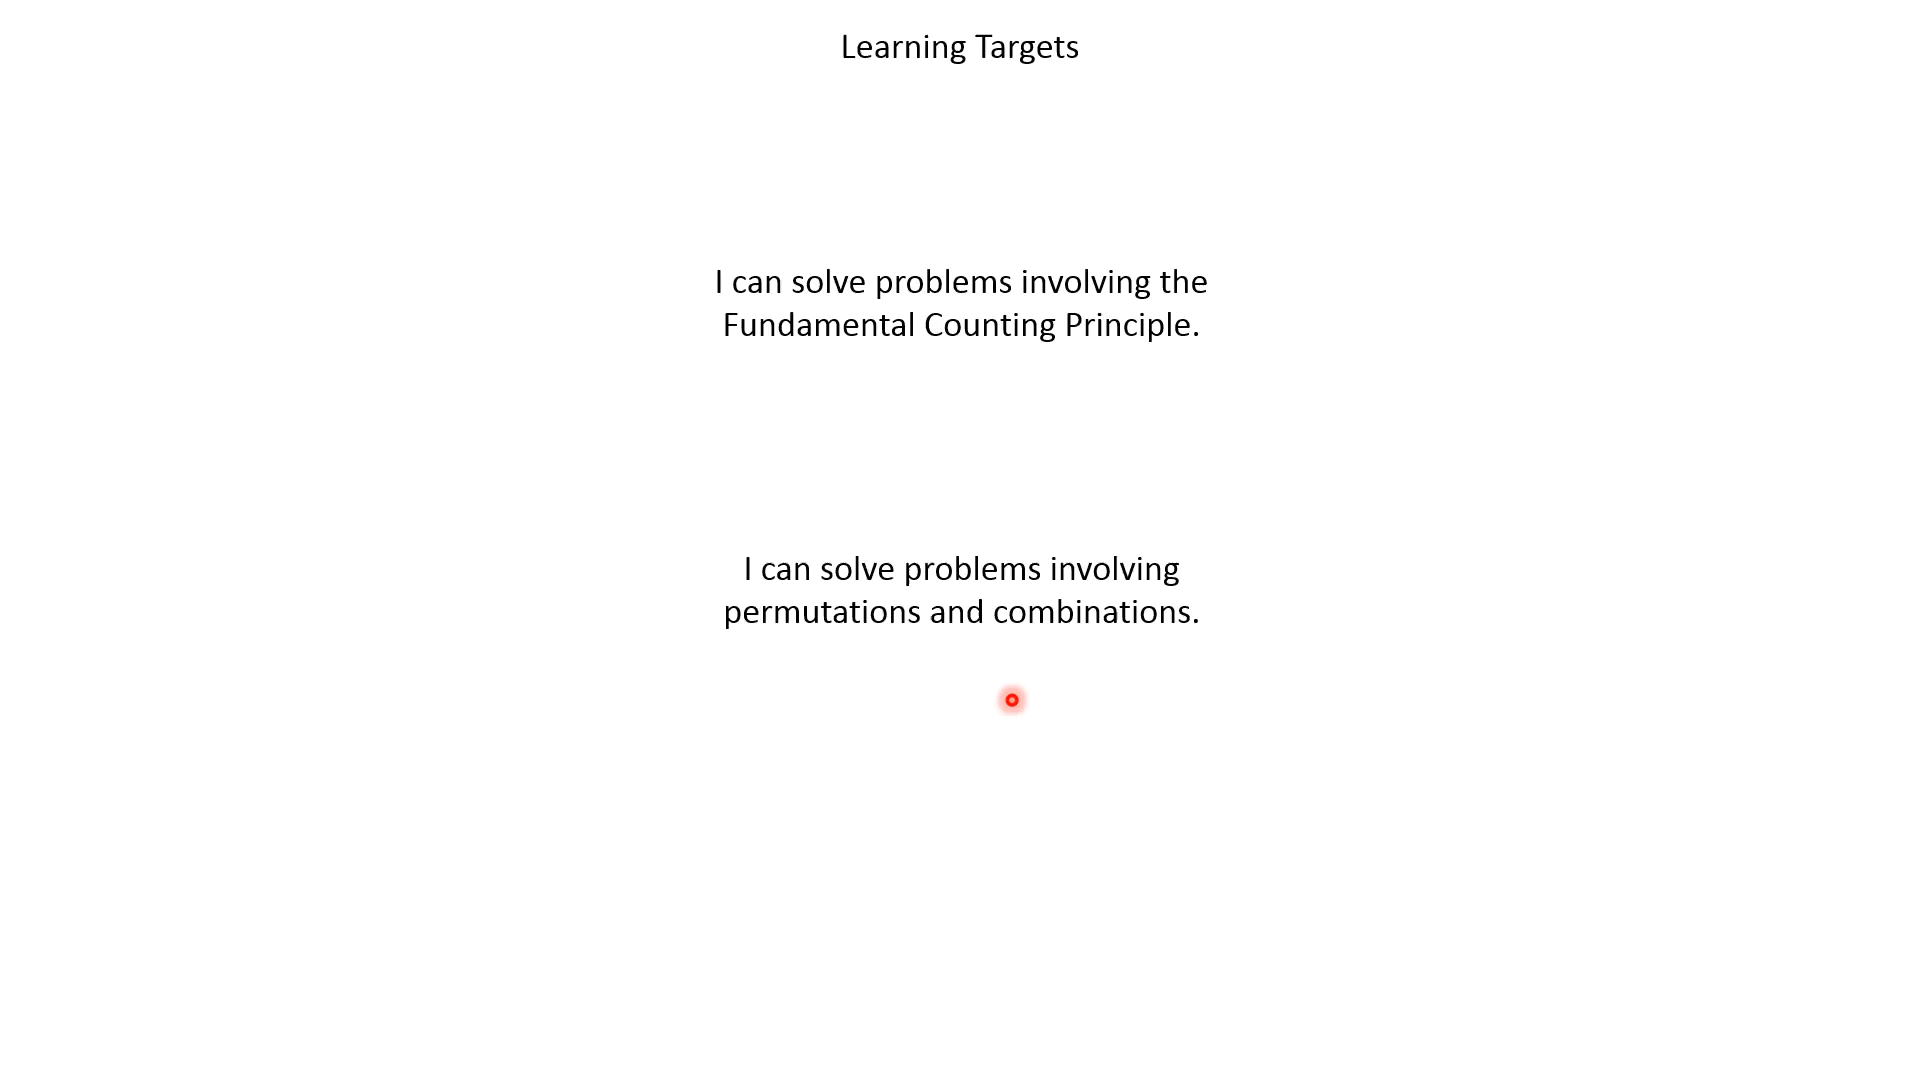 Learning Targets
I can solve problems involving the
Fundamental Counting Principle.
I can solve problems involving
permutations and combinations.